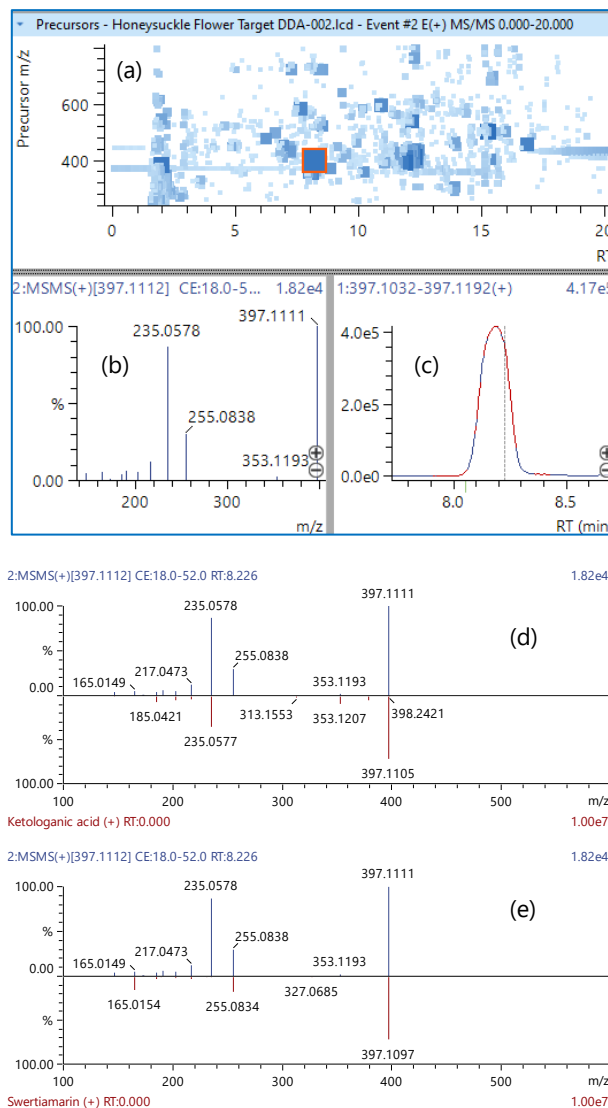 Precursors - Honeysuckle Flower Target DDA-002.lcd - Event #2 E(+) MS/MS 0.000-20.000
(a)
Precursor m/z
600
400
0 5 10 15 20
RT
2:MSMS(+)[397.1112] CE:18.0-5... 1.82e4
100.00
%
0.00
(b)
235.0578
397.1111
255.0838
353.1193
200 300
m/z
1:397.1032-397.1192(+) 4.17e5
4.0e5
2.0e5
0.0e0
(c)
8.0 8.5
RT (min
2:MSMS(+)[397.1112] CE:18.0-52.0 RT:8.226 1.82e4
100.00
%
0.00
%
100.00
(d)
397.1111
235.0578
255.0838
217.0473
165.0149
353.1193
185.0421
313.1553
353.1207
398.2421
235.0577
397.1105
100 200 300 400 500 m/z
Ketologanic acid (+) RT:0.000 1.00e7
2:MSMS(+)[397.1112] CE:18.0-52.0 RT:8.226 1.82e4
100.00
%
0.00
%
100.00
(e)
397.1111
235.0578
255.0838
217.0473
165.0149
353.1193
327.0685
165.0154
255.0834
397.1097
100 200 300 400 500 m/z
Swertiamarin (+) RT:0.000 1.00e7